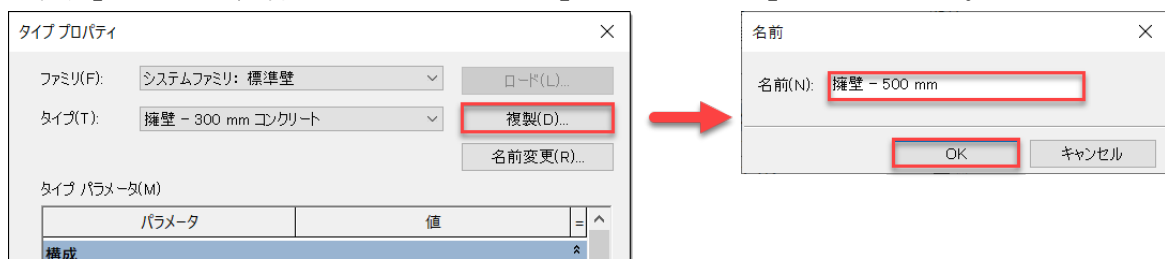 タイプ プロパティ
ファミリ(F):
システムファミリ: 標準壁
ロード(L)...
タイプ(T):
擁壁 - 300 mm コンクリート
複製(D)...
名前変更(R)...
タイプ パラメータ(M)
パラメータ
値
=
構成
名前
名前(N):
擁壁 - 500 mm
OK
キャンセル